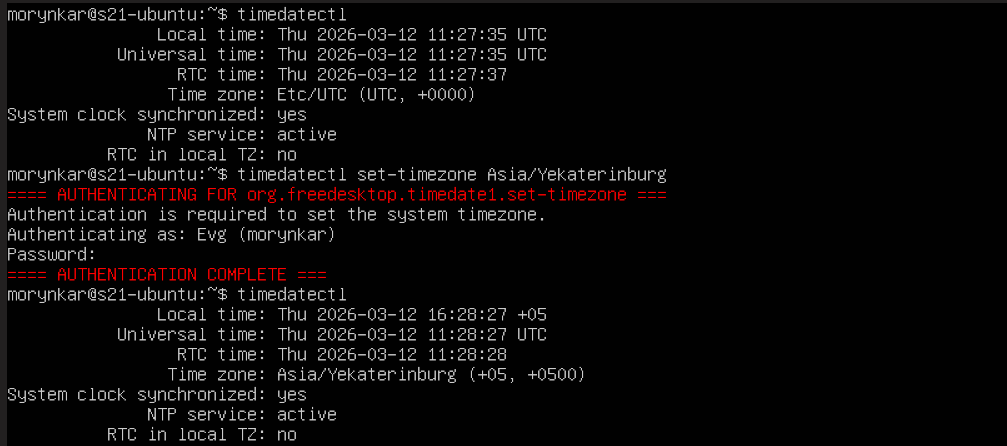 morynkar@s21-ubuntu:~$ timedatectl
Local time: Thu 2026-03-12 11:27:35 UTC
Universal time: Thu 2026-03-12 11:27:35 UTC
RTC time: Thu 2026-03-12 11:27:37
Time zone: Etc/UTC (UTC, +0000)
System clock synchronized: yes
NTP service: active
RTC in local TZ: no
morynkar@s21-ubuntu:~$ timedatectl set-timezone Asia/Yekaterinburg
==== AUTHENTICATING FOR org.freedesktop.timedate1.set-timezone ===
Authentication is required to set the system timezone.
Authenticating as: Evg (morynkar)
Password:
==== AUTHENTICATION COMPLETE ===
morynkar@s21-ubuntu:~$ timedatectl
Local time: Thu 2026-03-12 16:28:27 +05
Universal time: Thu 2026-03-12 11:28:27 UTC
RTC time: Thu 2026-03-12 11:28:28
Time zone: Asia/Yekaterinburg (+05, +0500)
System clock synchronized: yes
NTP service: active
RTC in local TZ: no